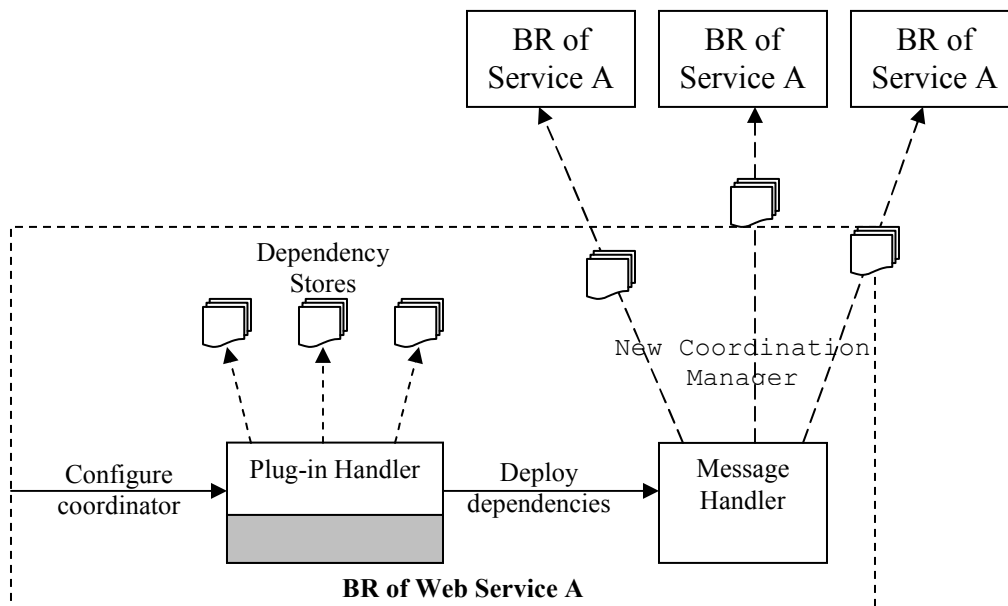 BR of
Service A
BR of
Service A
BR of
Service A
Dependency
Stores
New Coordination
Manager
Configure
coordinator
Plug-in Handler
Deploy
dependencies
Message
Handler
BR of Web Service A